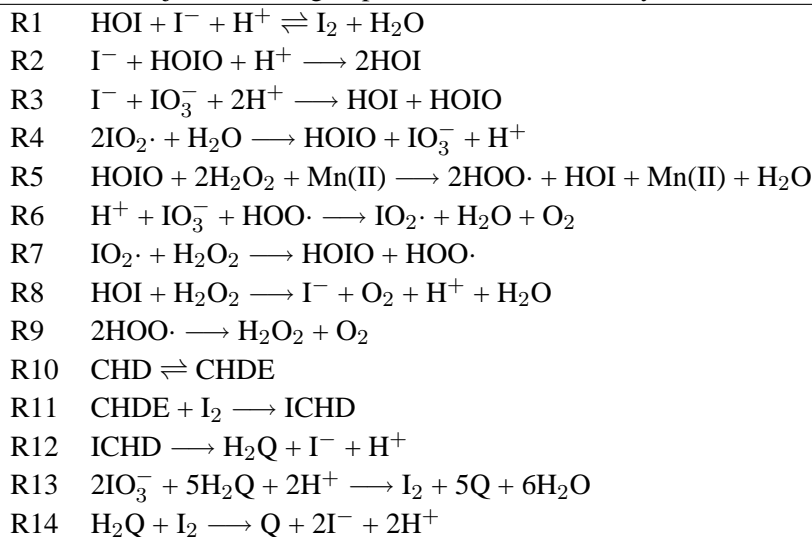 R1 HOI + I⁻ + H⁺ ⇌ I₂ + H₂O
R2 I⁻ + HOIO + H⁺ ⟶ 2HOI
R3 I⁻ + IO₃⁻ + 2H⁺ ⟶ HOI + HOIO
R4 2IO₂· + H₂O ⟶ HOIO + IO₃⁻ + H⁺
R5 HOIO + 2H₂O₂ + Mn(II) ⟶ 2HOO· + HOI + Mn(II) + H₂O
R6 H⁺ + IO₃⁻ + HOO· ⟶ IO₂· + H₂O + O₂
R7 IO₂· + H₂O₂ ⟶ HOIO + HOO·
R8 HOI + H₂O₂ ⟶ I⁻ + O₂ + H⁺ + H₂O
R9 2HOO· ⟶ H₂O₂ + O₂
R10 CHD ⇌ CHDE
R11 CHDE + I₂ ⟶ ICHD
R12 ICHD ⟶ H₂Q + I⁻ + H⁺
R13 2IO₃⁻ + 5H₂Q + 2H⁺ ⟶ I₂ + 5Q + 6H₂O
R14 H₂Q + I₂ ⟶ Q + 2I⁻ + 2H⁺